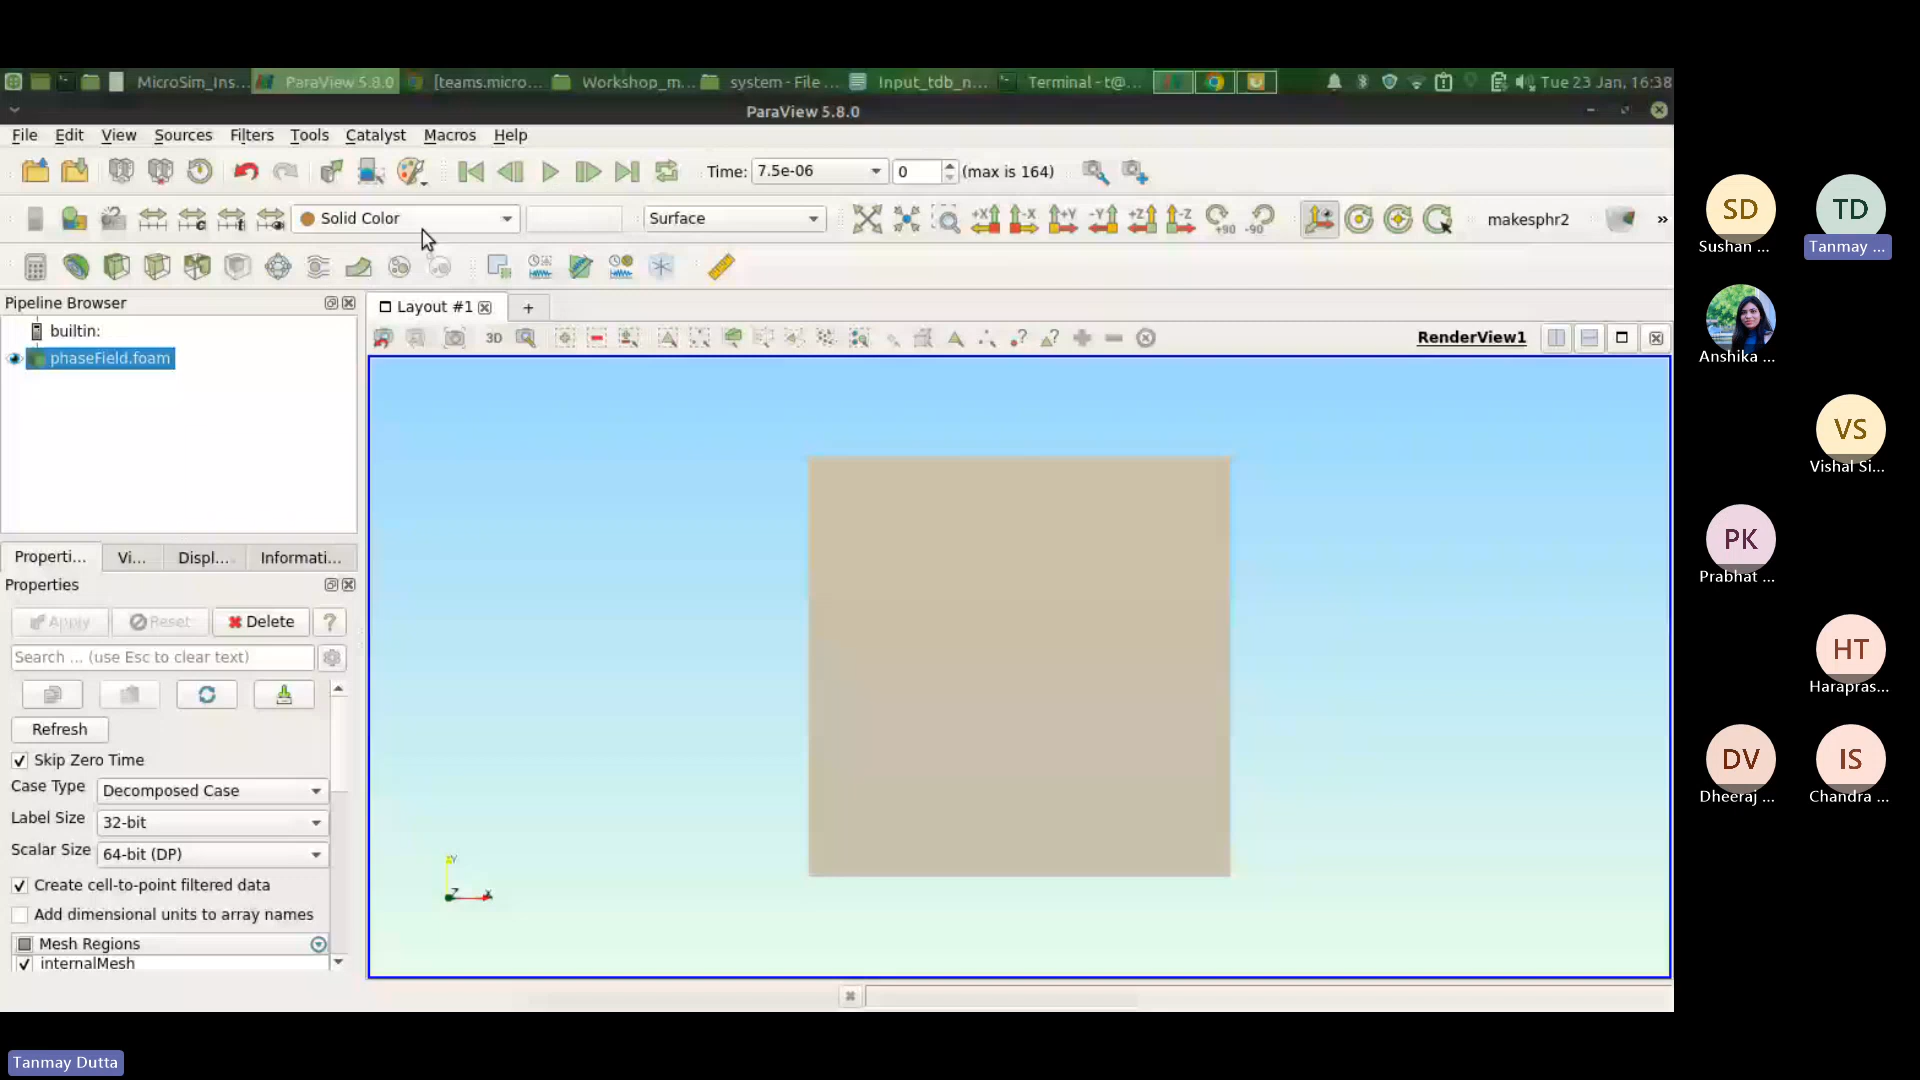 MicroSim_Ins... ParaView 5.8.0 [teams.micro... Workshop_m... system - File ... Input_tdb_n... Terminal - t@... Tue 23 Jan, 16:38
ParaView 5.8.0
File Edit View Sources Filters Tools Catalyst Macros Help
Time: 7.5e-06 0 (max is 164)
Solid Color Surface +X -X +Y -Y +Z -Z +90 -90 makesphr2 »
Pipeline Browser
Layout #1 +
builtin:
3D RenderView1
phaseField.foam
Properti... Vi... Displ... Informati...
Properties
Apply Reset Delete ?
Search ... (use Esc to clear text)
Refresh
Skip Zero Time
Case Type Decomposed Case
Label Size 32-bit
Scalar Size 64-bit (DP)
Create cell-to-point filtered data
Add dimensional units to array names
Mesh Regions
internalMesh
Y
Z X
SD TD
Sushan ... Tanmay ...
Anshika ...
VS
Vishal Si...
PK
Prabhat ...
HT
Harapras...
DV IS
Dheeraj ... Chandra ...
Tanmay Dutta